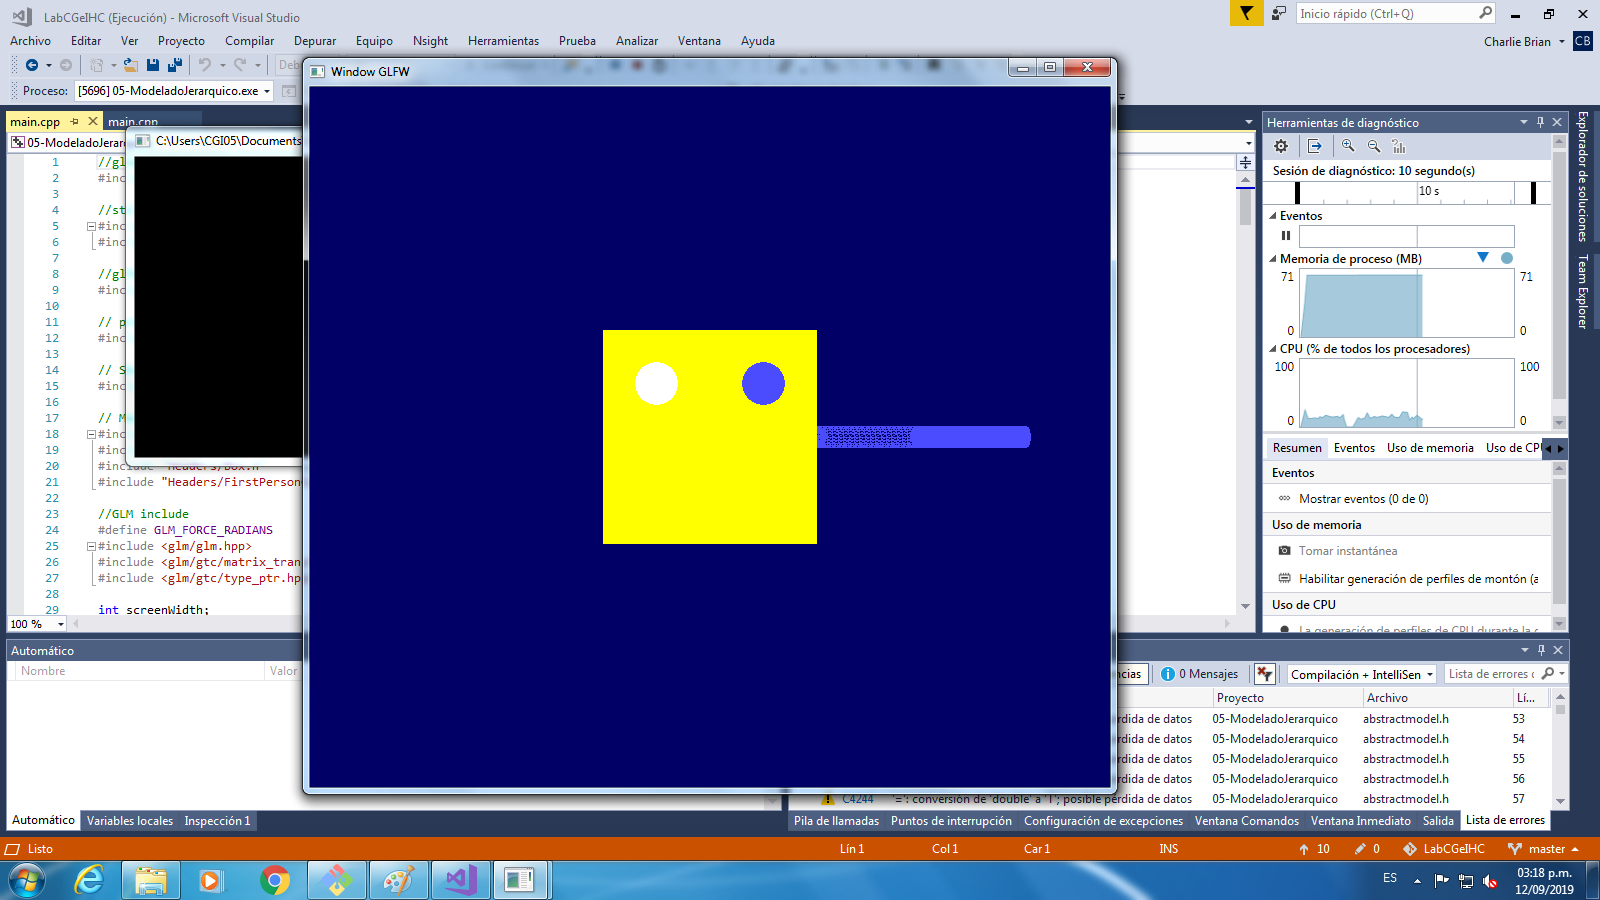 LabCGeIHC (Ejecución) - Microsoft Visual Studio
Inicio rápido (Ctrl+Q)
Archivo Editar Ver Proyecto Compilar Depurar Equipo Nsight Herramientas Prueba Analizar Ventana Ayuda
Charlie Brian CB
Window GLFW
Proceso: [5696] 05-ModeladoJerarquico.exe
main.cpp main.cpp
Herramientas de diagnóstico
05-ModeladoJerar
C:\Users\CGI05\Documents
Sesión de diagnóstico: 10 segundo(s)
10 s
Eventos
Memoria de proceso (MB)
71 71
0 0
CPU (% de todos los procesadores)
100 100
0 0
Resumen Eventos Uso de memoria Uso de CP
Eventos
Mostrar eventos (0 de 0)
Uso de memoria
Tomar instantánea
Habilitar generación de perfiles de montón (a
Uso de CPU
La generación de perfiles de CPU durante la
Explorador de soluciones
Team Explorer
1 //gl
2 #inc
3
4 //st
5 #inc
6 #inc
7
8 //gl
9 #inc
10
11 // p
12 #inc
13
14 // S
15 #inc
16
17 // M
18 #inc
19 #inc
20 #include "Headers/Box.h"
21 #include "Headers/FirstPerson
22
23 //GLM include
24 #define GLM_FORCE_RADIANS
25 #include <glm/glm.hpp>
26 #include <glm/gtc/matrix_tran
27 #include <glm/gtc/type_ptr.hp
28
29 int screenWidth;
100 %
Automático
Nombre Valor
ncias 0 Mensajes Compilación + IntelliSen Lista de errores
Proyecto Archivo Lí...
rdida de datos 05-ModeladoJerarquico abstractmodel.h 53
rdida de datos 05-ModeladoJerarquico abstractmodel.h 54
rdida de datos 05-ModeladoJerarquico abstractmodel.h 55
rdida de datos 05-ModeladoJerarquico abstractmodel.h 56
C4244 '=': conversión de 'double' a 'T'; posible pérdida de datos 05-ModeladoJerarquico abstractmodel.h 57
Automático Variables locales Inspección 1
Pila de llamadas Puntos de interrupción Configuración de excepciones Ventana Comandos Ventana Inmediato Salida Lista de errores
Listo Lín 1 Col 1 Car 1 INS 10 0 LabCGeIHC master
ES
03:18 p.m.
12/09/2019